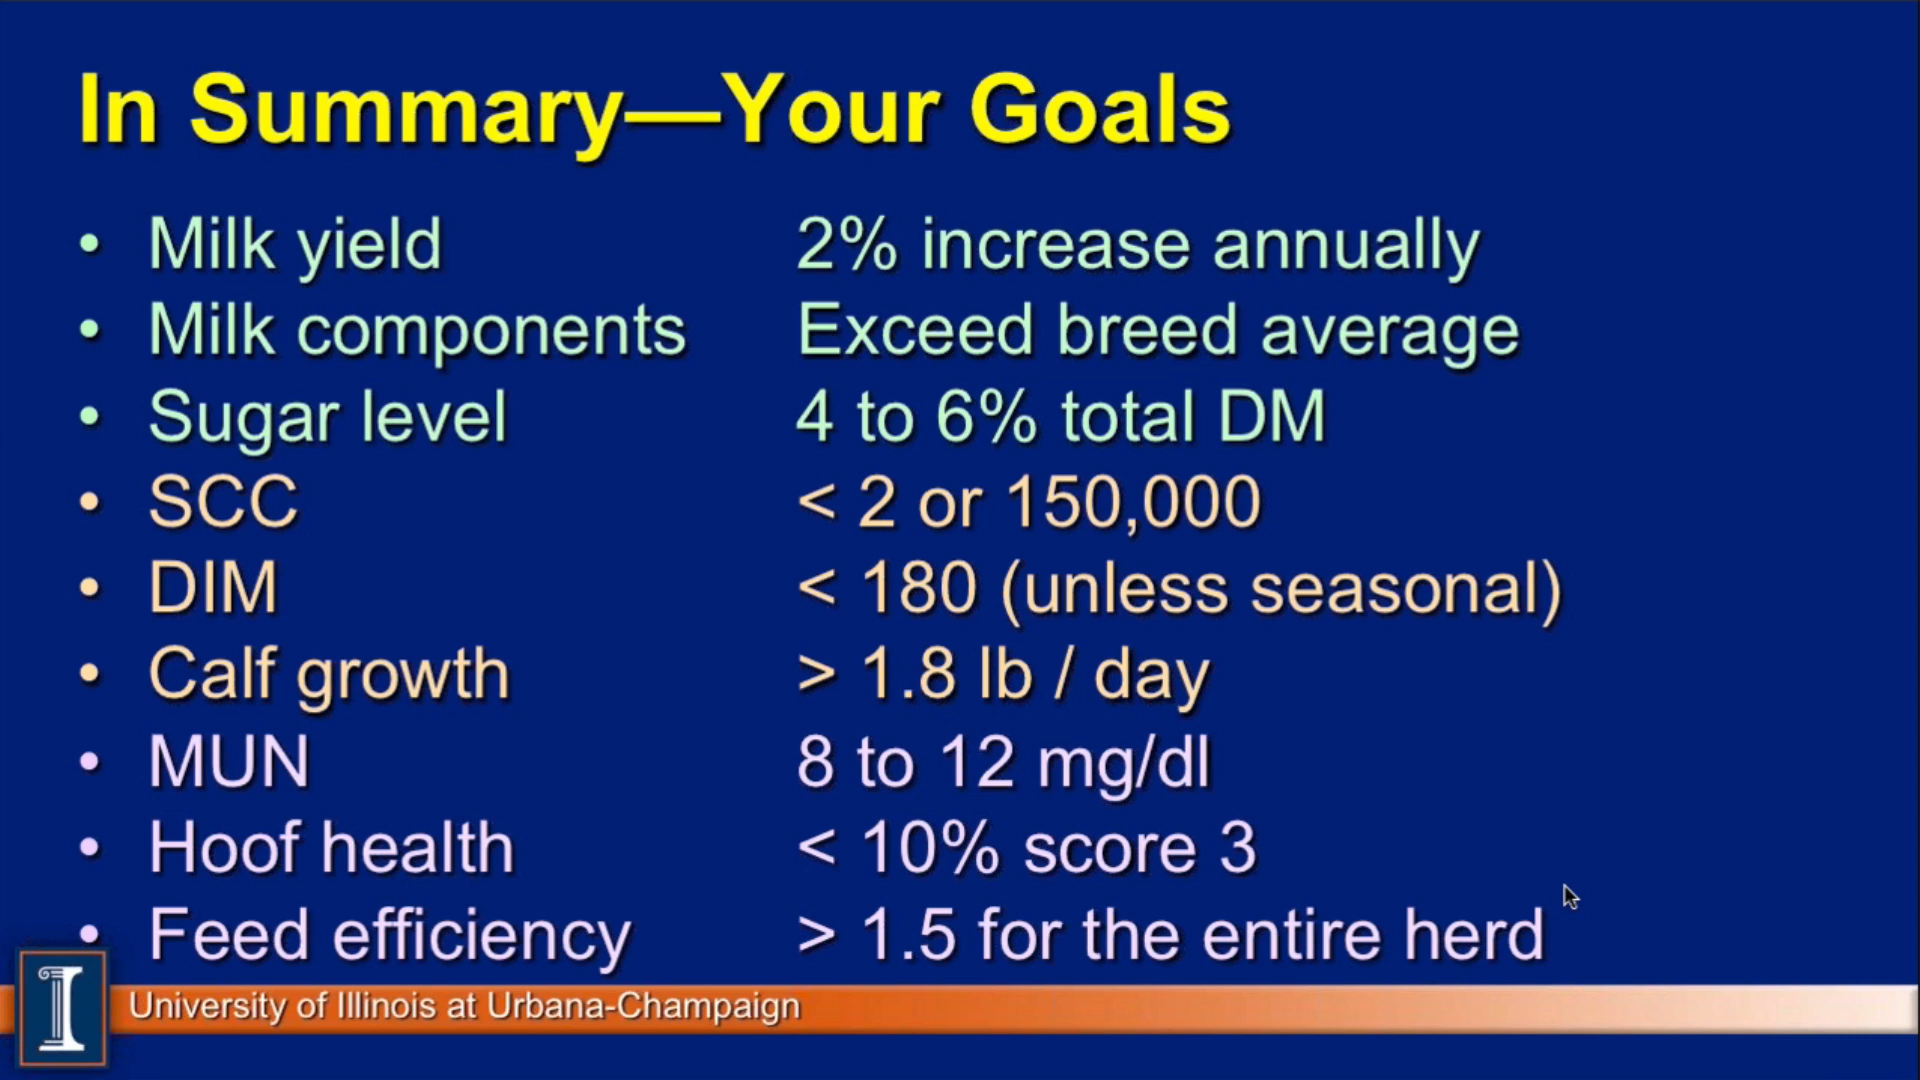 In Summary—Your Goals
• Milk yield 2% increase annually
• Milk components Exceed breed average
• Sugar level 4 to 6% total DM
• SCC < 2 or 150,000
• DIM < 180 (unless seasonal)
• Calf growth > 1.8 lb / day
• MUN 8 to 12 mg/dl
• Hoof health < 10% score 3
• Feed efficiency > 1.5 for the entire herd
I
University of Illinois at Urbana-Champaign